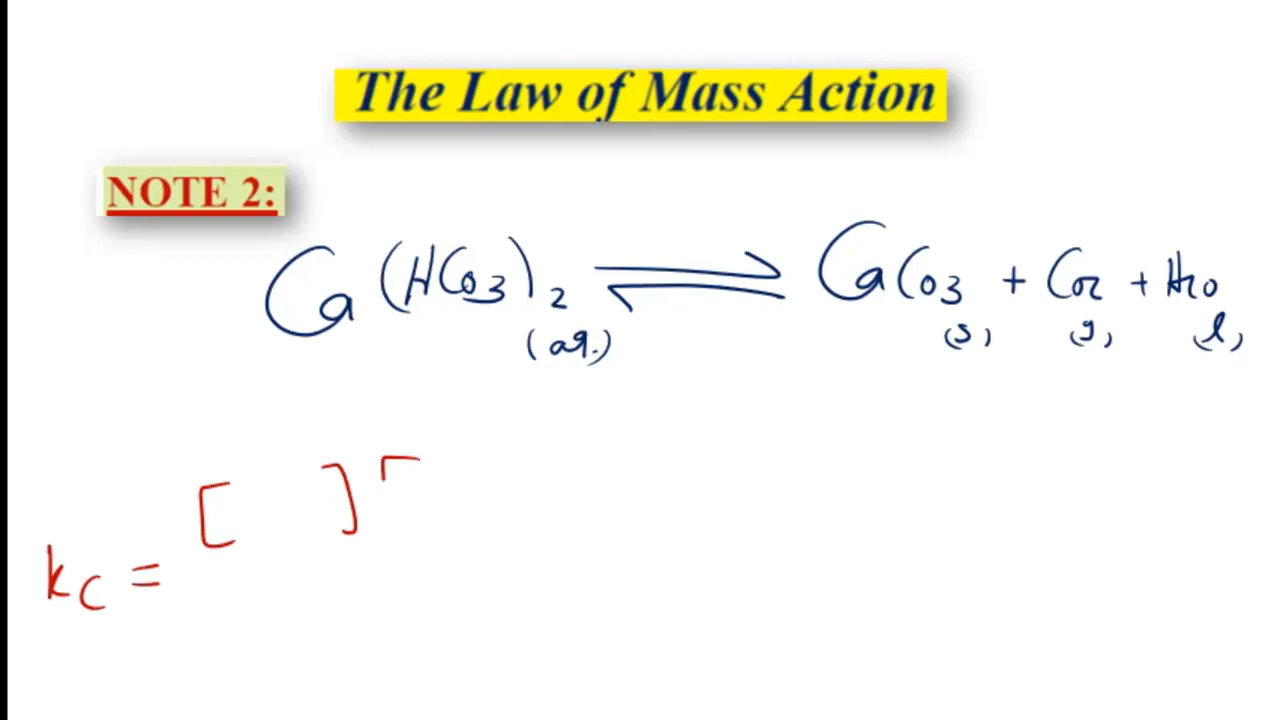 The Law of Mass Action
NOTE 2:
Ca (HCO3)2 ⇌ CaCO3 + CO2 + H2O
(aq.) (s) (g) (l)
kc = [ ] [